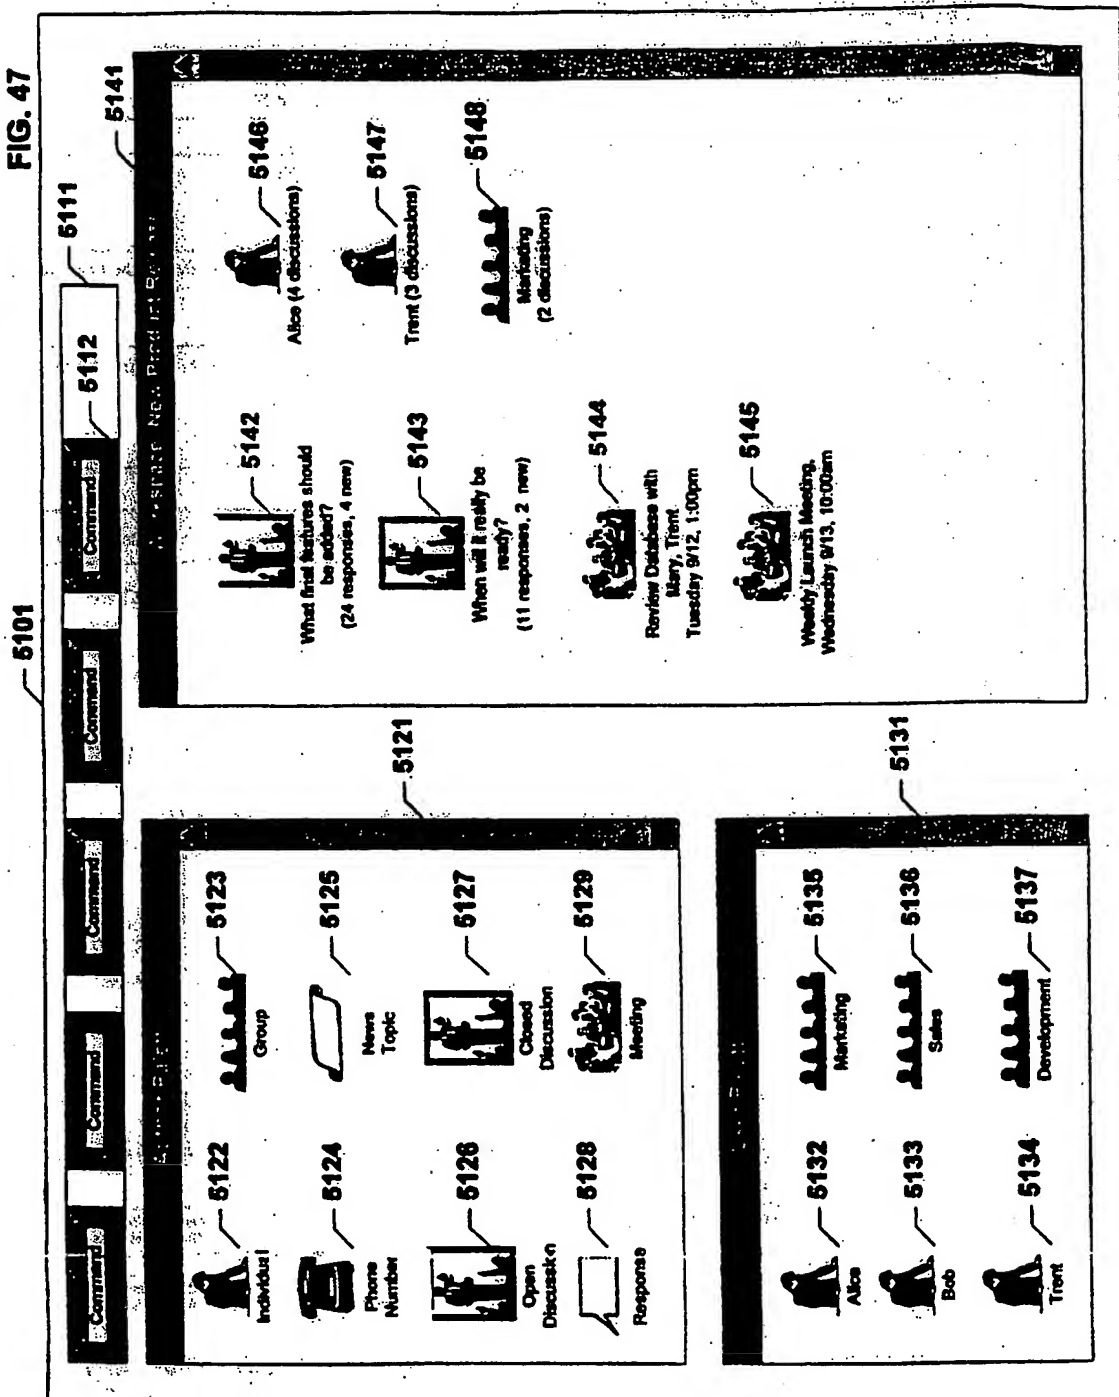 FIG. 47
5101
5111
Command
Command
Command
Command
Command
5112
5121
5122
Individual
5123
Group
5124
Phone
Number
5125
News
Topic
5126
Open
Discussion
5127
Closed
Discussion
5128
Response
5129
Meeting
5131
5132
Alice
5135
Marketing
5133
Bob
5136
Sales
5134
Trent
5137
Development
5141
New Product
5142
What final features should
be added?
(24 responses, 4 new)
5146
Alice (4 discussions)
5143
When will it really be
ready?
(11 responses, 2 new)
5147
Trent (3 discussions)
5144
Review Database with
Mary, Trent
Tuesday 9/12, 1:00pm
5148
Marketing
(2 discussions)
5145
Weekly Launch Meeting,
Wednesday 9/13, 10:00am